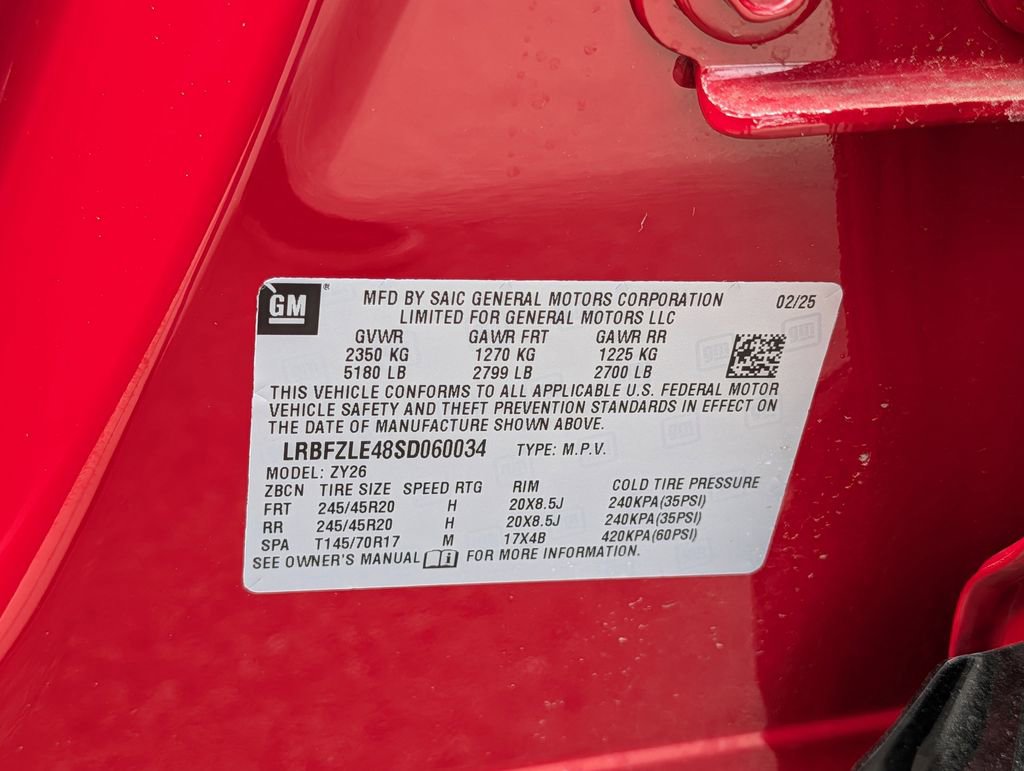 GM ®
MFD BY SAIC GENERAL MOTORS CORPORATION 02/25
LIMITED FOR GENERAL MOTORS LLC
GVWR GAWR FRT GAWR RR
2350 KG 1270 KG 1225 KG
5180 LB 2799 LB 2700 LB
THIS VEHICLE CONFORMS TO ALL APPLICABLE U.S. FEDERAL MOTOR
VEHICLE SAFETY AND THEFT PREVENTION STANDARDS IN EFFECT ON
THE DATE OF MANUFACTURE SHOWN ABOVE.
LRBFZLE48SD060034 TYPE: M.P.V.
MODEL: ZY26
ZBCN TIRE SIZE SPEED RTG RIM COLD TIRE PRESSURE
FRT 245/45R20 H 20X8.5J 240KPA(35PSI)
RR 245/45R20 H 20X8.5J 240KPA(35PSI)
SPA T145/70R17 M 17X4B 420KPA(60PSI)
SEE OWNER'S MANUAL i FOR MORE INFORMATION.